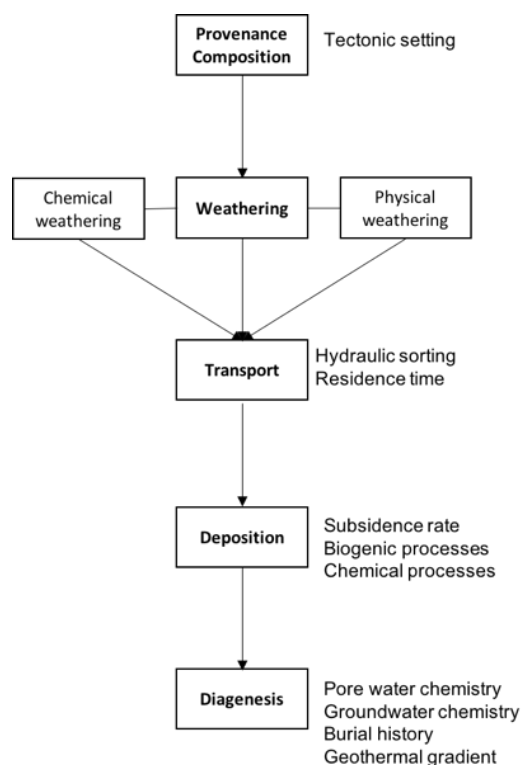 Provenance
Composition
Tectonic setting
Chemical
weathering
Weathering
Physical
weathering
Transport
Hydraulic sorting
Residence time
Deposition
Subsidence rate
Biogenic processes
Chemical processes
Diagenesis
Pore water chemistry
Groundwater chemistry
Burial history
Geothermal gradient